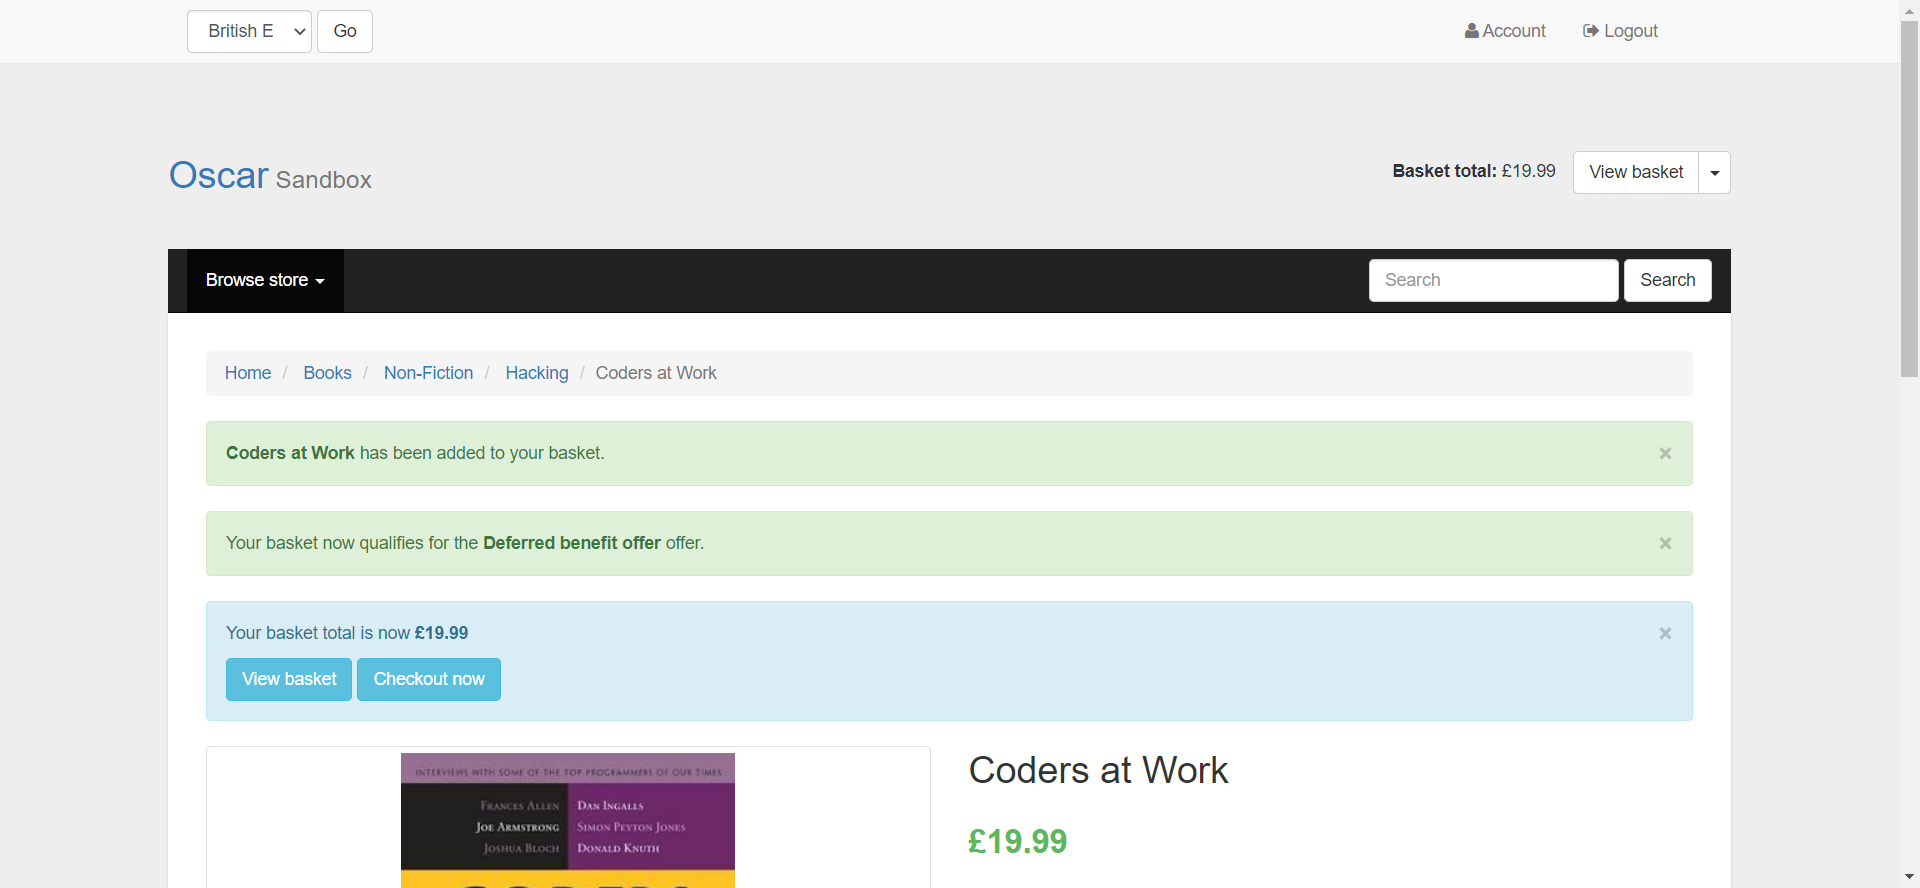 British E
Go
Account
Logout
Oscar Sandbox
Basket total: £19.99
View basket
Browse store
Search
Search
Home / Books / Non-Fiction / Hacking / Coders at Work
Coders at Work has been added to your basket.
×
Your basket now qualifies for the Deferred benefit offer offer.
×
Your basket total is now £19.99
×
View basket
Checkout now
INTERVIEWS WITH SOME OF THE TOP PROGRAMMERS OF OUR TIMES
FRANCES ALLEN
DAN INGALLS
JOE ARMSTRONG
SIMON PEYTON JONES
JOSHUA BLOCH
DONALD KNUTH
Coders at Work
£19.99